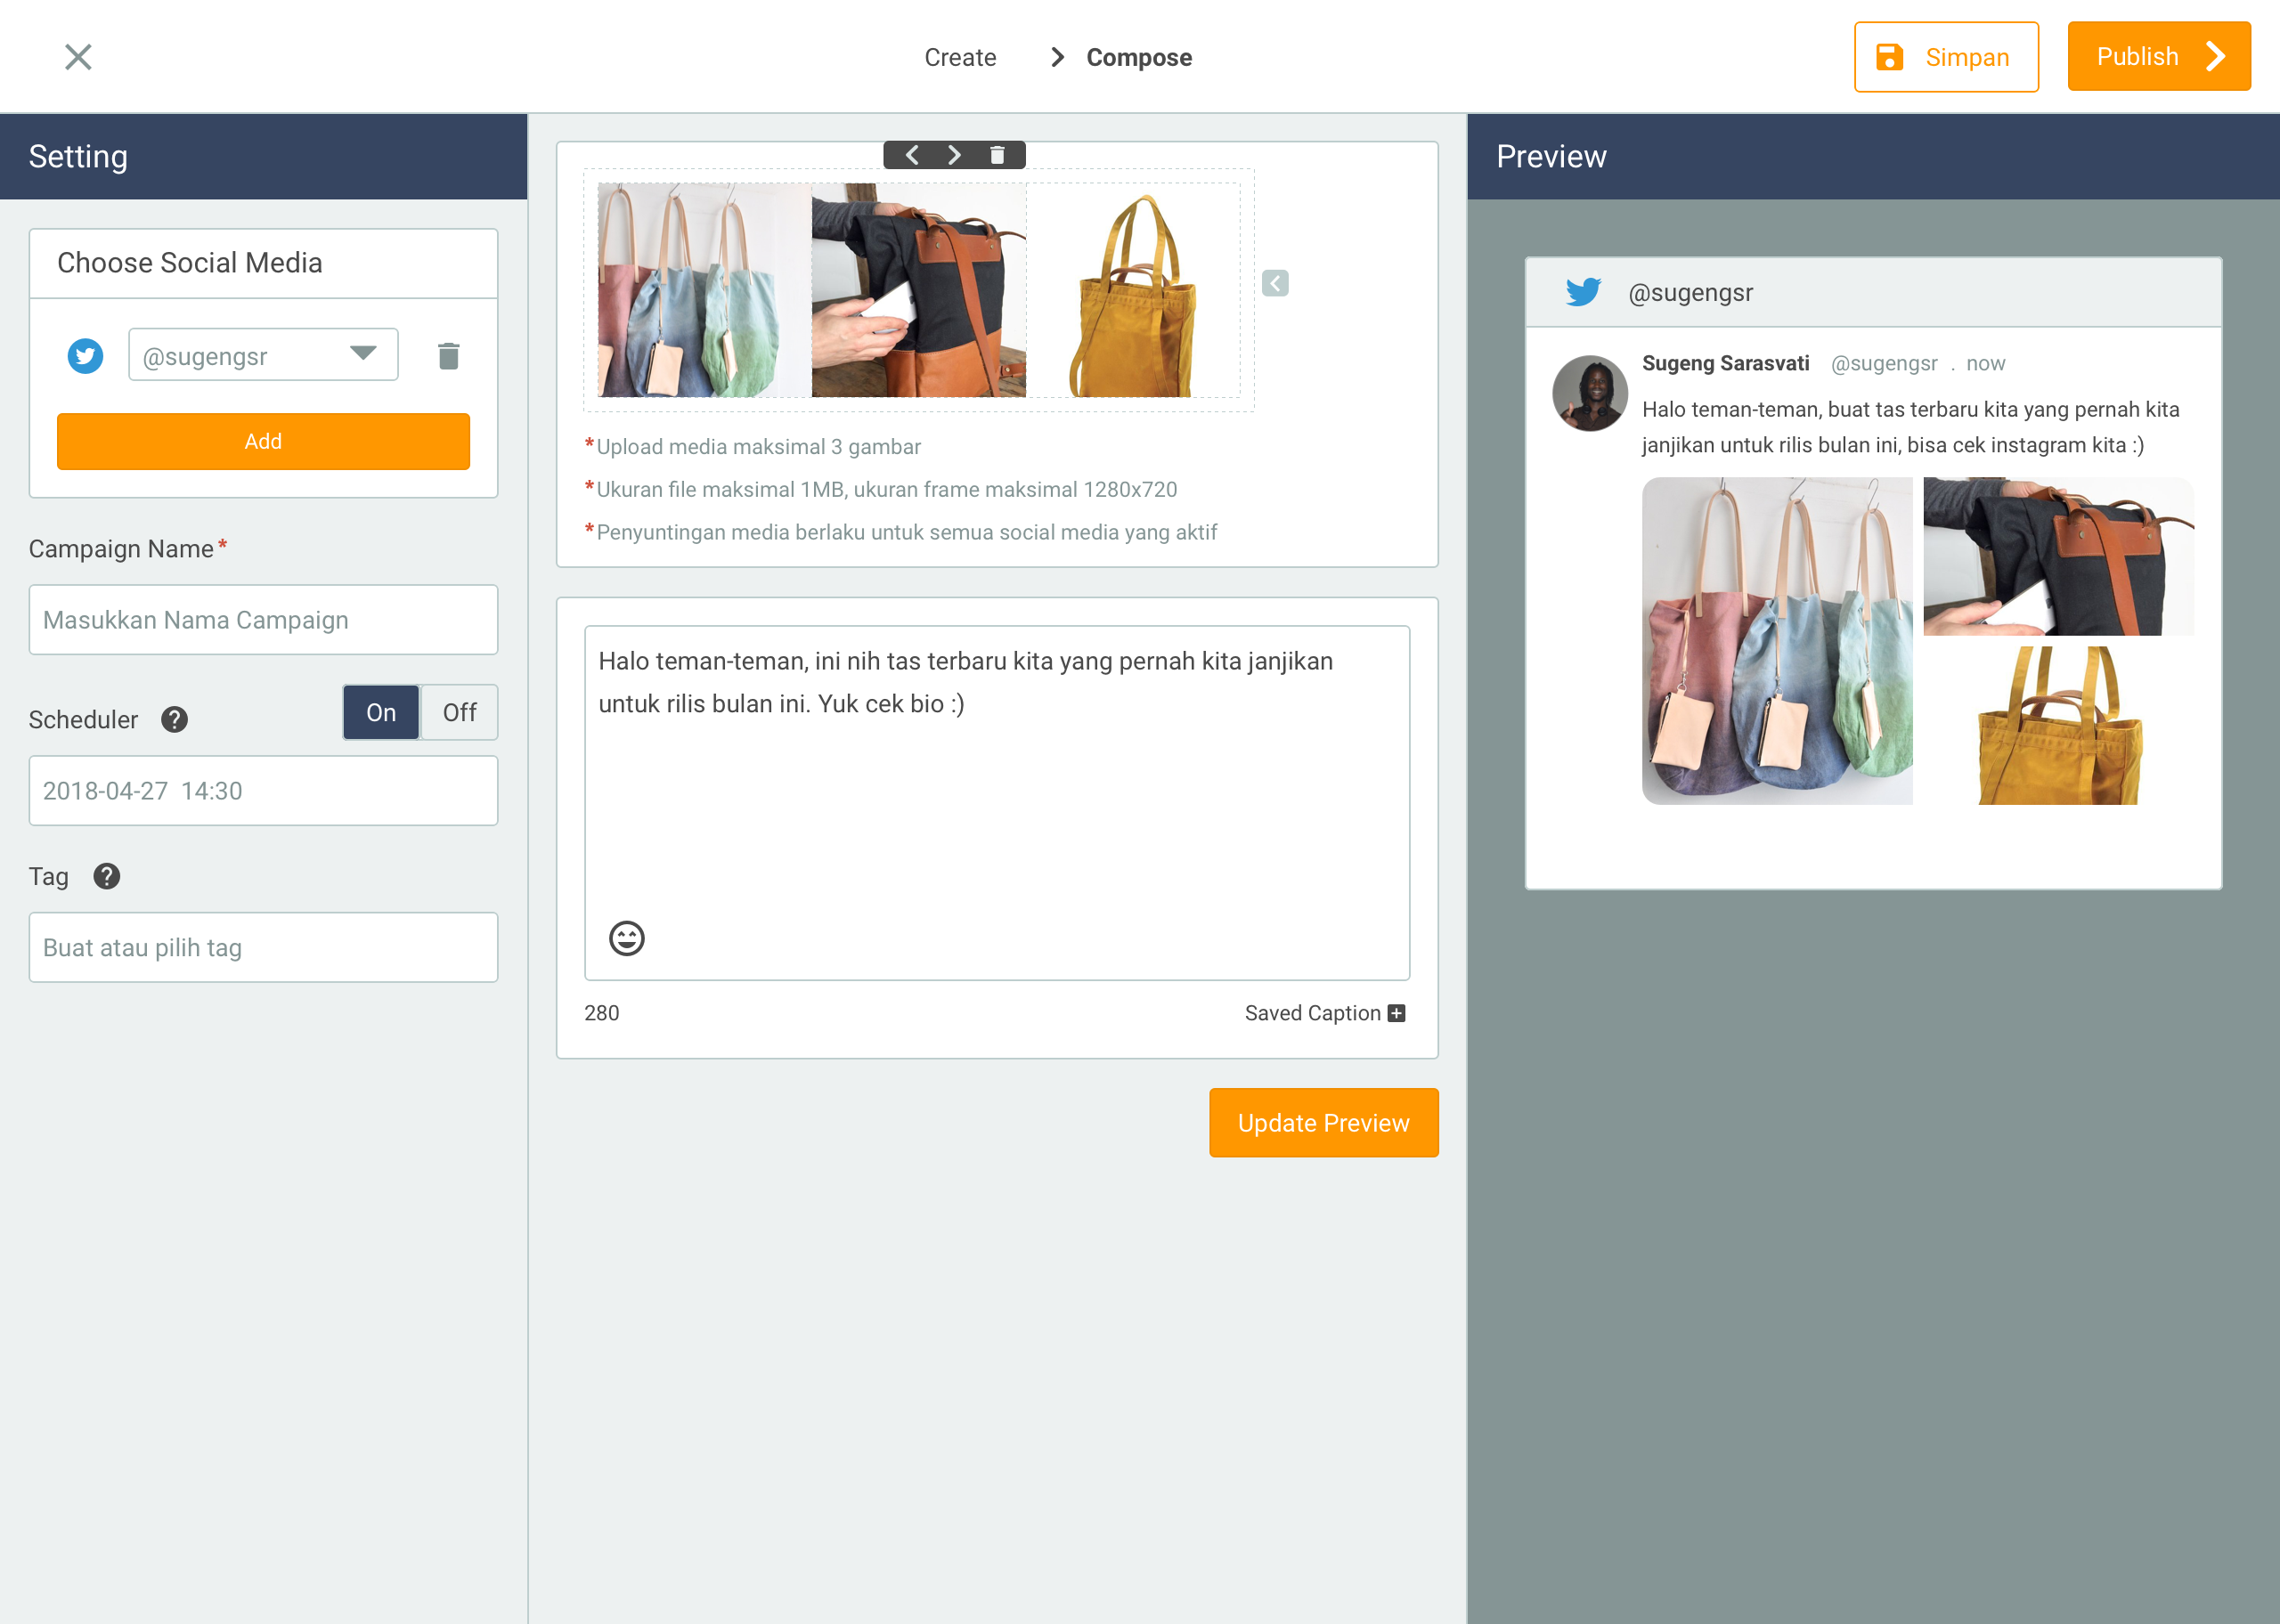 Create
Compose
Simpan
Publish
Setting
Choose Social Media
@sugengsr
Add
Campaign Name*
Masukkan Nama Campaign
Scheduler
On
Off
2018-04-27 14:30
Tag
Buat atau pilih tag
*Upload media maksimal 3 gambar
*Ukuran file maksimal 1MB, ukuran frame maksimal 1280x720
*Penyuntingan media berlaku untuk semua social media yang aktif
Halo teman-teman, ini nih tas terbaru kita yang pernah kita janjikan
untuk rilis bulan ini. Yuk cek bio :)
280
Saved Caption
Update Preview
Preview
@sugengsr
Sugeng Sarasvati @sugengsr . now
Halo teman-teman, buat tas terbaru kita yang pernah kita
janjikan untuk rilis bulan ini, bisa cek instagram kita :)